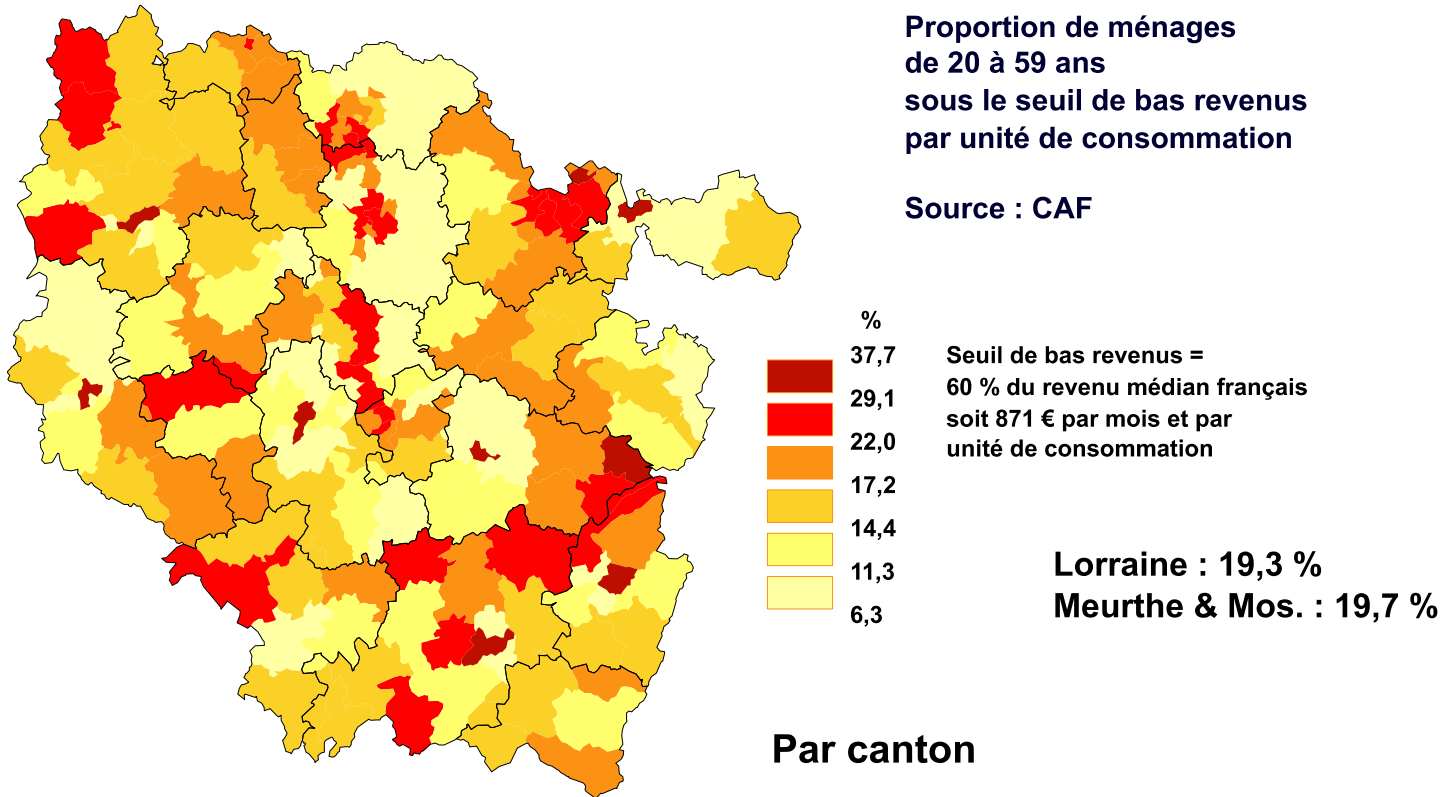 Proportion de ménages
de 20 à 59 ans
sous le seuil de bas revenus
par unité de consommation
Source : CAF
%
37,7
29,1
22,0
17,2
14,4
11,3
6,3
Seuil de bas revenus =
60 % du revenu médian français
soit 871 € par mois et par
unité de consommation
Lorraine : 19,3 %
Meurthe & Mos. : 19,7 %
Par canton